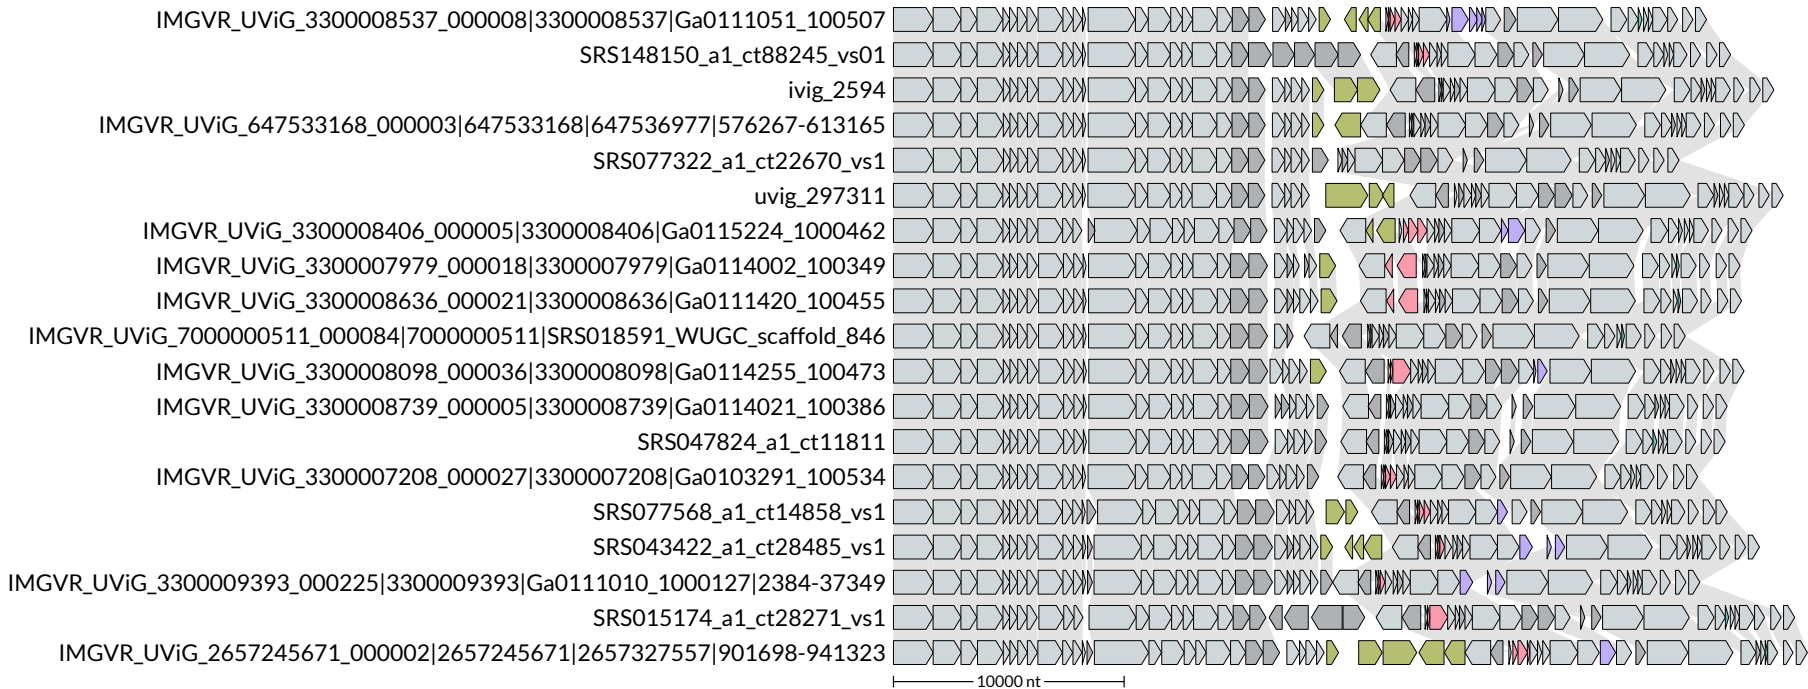 IMGVR_UViG_3300008537_000008|3300008537|Ga0111051_100507
SRS148150_a1_ct88245_vs01
ivig_2594
IMGVR_UViG_647533168_000003|647533168|647536977|576267-613165
SRS077322_a1_ct22670_vs1
uvig_297311
IMGVR_UViG_3300008406_000005|3300008406|Ga0115224_1000462
IMGVR_UViG_3300007979_000018|3300007979|Ga0114002_100349
IMGVR_UViG_3300008636_000021|3300008636|Ga0111420_100455
IMGVR_UViG_7000000511_000084|7000000511|SRS018591_WUGC_scaffold_846
IMGVR_UViG_3300008098_000036|3300008098|Ga0114255_100473
IMGVR_UViG_3300008739_000005|3300008739|Ga0114021_100386
SRS047824_a1_ct11811
IMGVR_UViG_3300007208_000027|3300007208|Ga0103291_100534
SRS077568_a1_ct14858_vs1
SRS043422_a1_ct28485_vs1
IMGVR_UViG_3300009393_000225|3300009393|Ga0111010_1000127|2384-37349
SRS015174_a1_ct28271_vs1
IMGVR_UViG_2657245671_000002|2657245671|2657327557|901698-941323
10000 nt